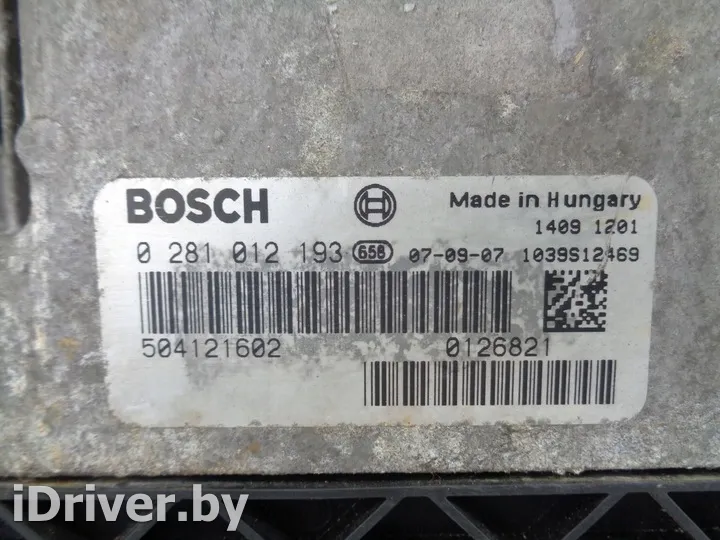 BOSCH
Made in Hungary
1409 1201
0 281 012 193 658 07-09-07 1039S12469
504121602 0126821
iDriver.by